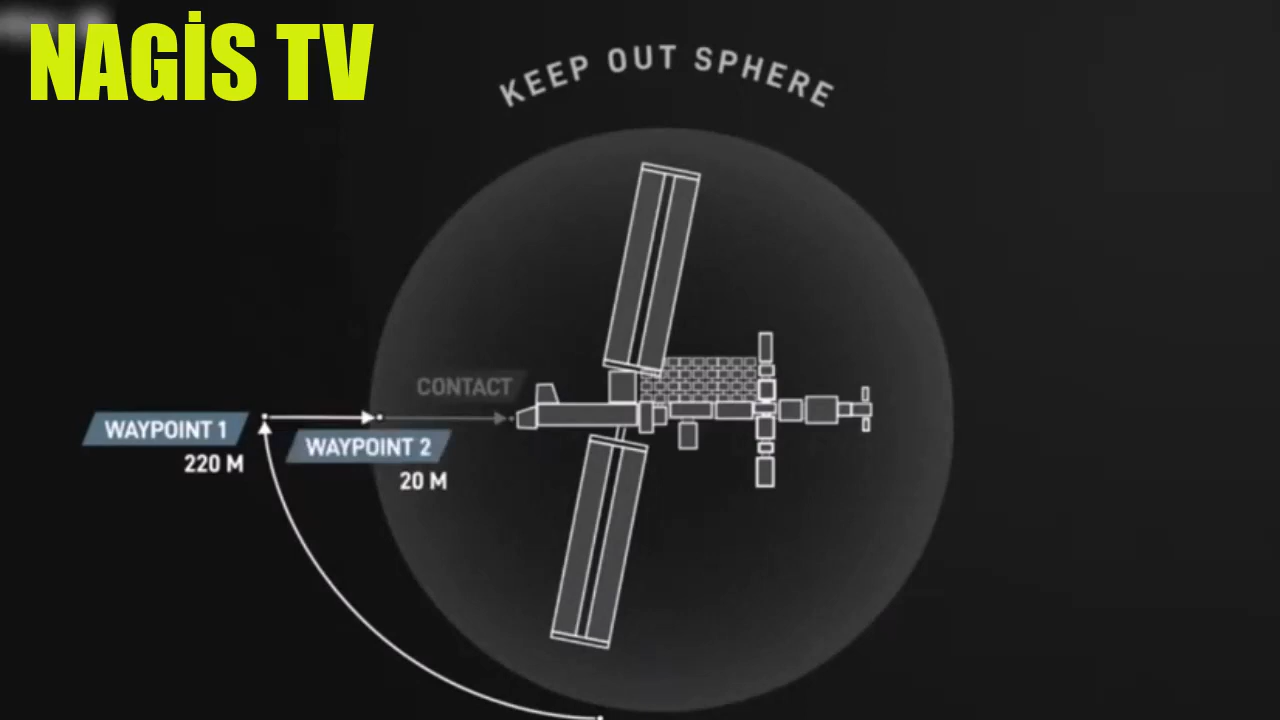 NAGİS TV
KEEP OUT SPHERE
CONTACT
WAYPOINT 1
220 M
WAYPOINT 2
20 M